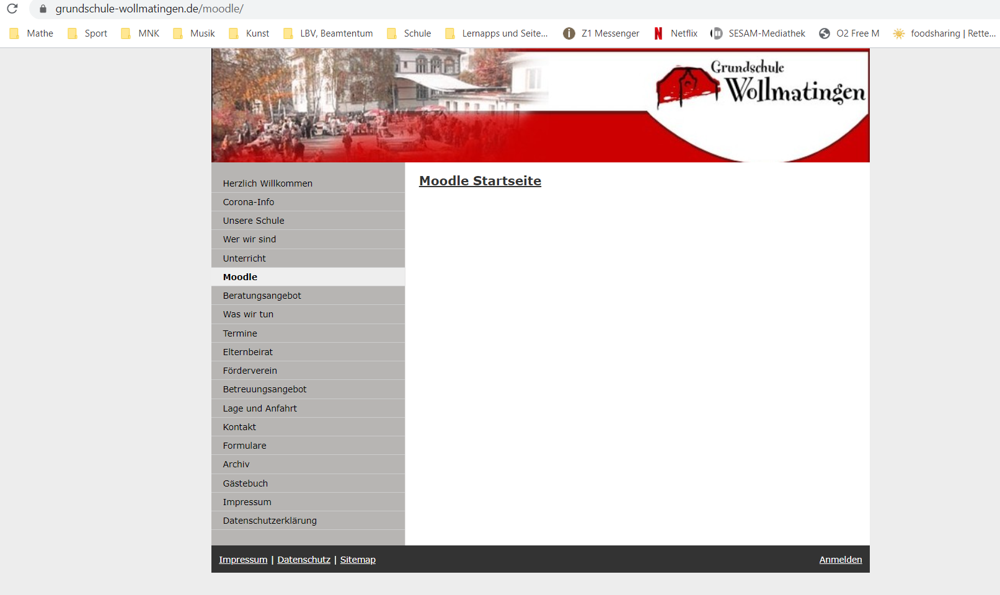 grundschule-wollmatingen.de/moodle/
Mathe Sport MNK Musik Kunst LBV, Beamtentum Schule Lernapps und Seite... Z1 Messenger Netflix SESAM-Mediathek O2 Free M foodsharing | Rette...
Grundschule
Wollmatingen
Moodle Startseite
Herzlich Willkommen
Corona-Info
Unsere Schule
Wer wir sind
Unterricht
Moodle
Beratungsangebot
Was wir tun
Termine
Elternbeirat
Förderverein
Betreuungsangebot
Lage und Anfahrt
Kontakt
Formulare
Archiv
Gästebuch
Impressum
Datenschutzerklärung
Impressum | Datenschutz | Sitemap Anmelden